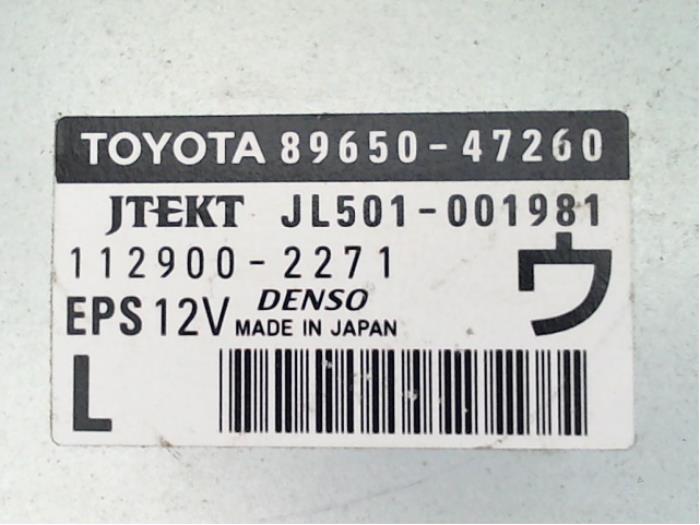 TOYOTA 89650-47260
JTEKT JL501-001981
112900-2271
ウ
EPS 12V DENSO
MADE IN JAPAN
L